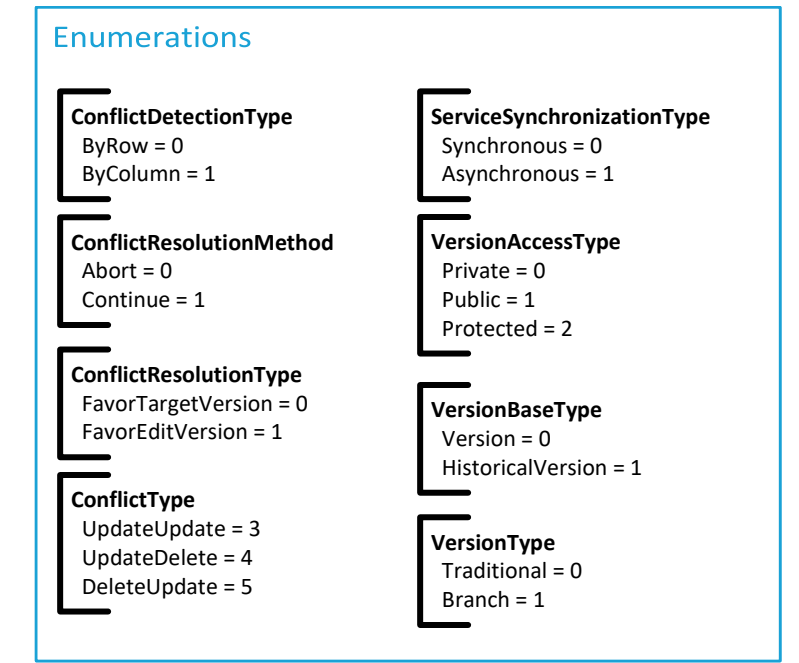 Enumerations
ConflictDetectionType
ByRow = 0
ByColumn = 1
ConflictResolutionMethod
Abort = 0
Continue = 1
ConflictResolutionType
FavorTargetVersion = 0
FavorEditVersion = 1
ConflictType
UpdateUpdate = 3
UpdateDelete = 4
DeleteUpdate = 5
ServiceSynchronizationType
Synchronous = 0
Asynchronous = 1
VersionAccessType
Private = 0
Public = 1
Protected = 2
VersionBaseType
Version = 0
HistoricalVersion = 1
VersionType
Traditional = 0
Branch = 1